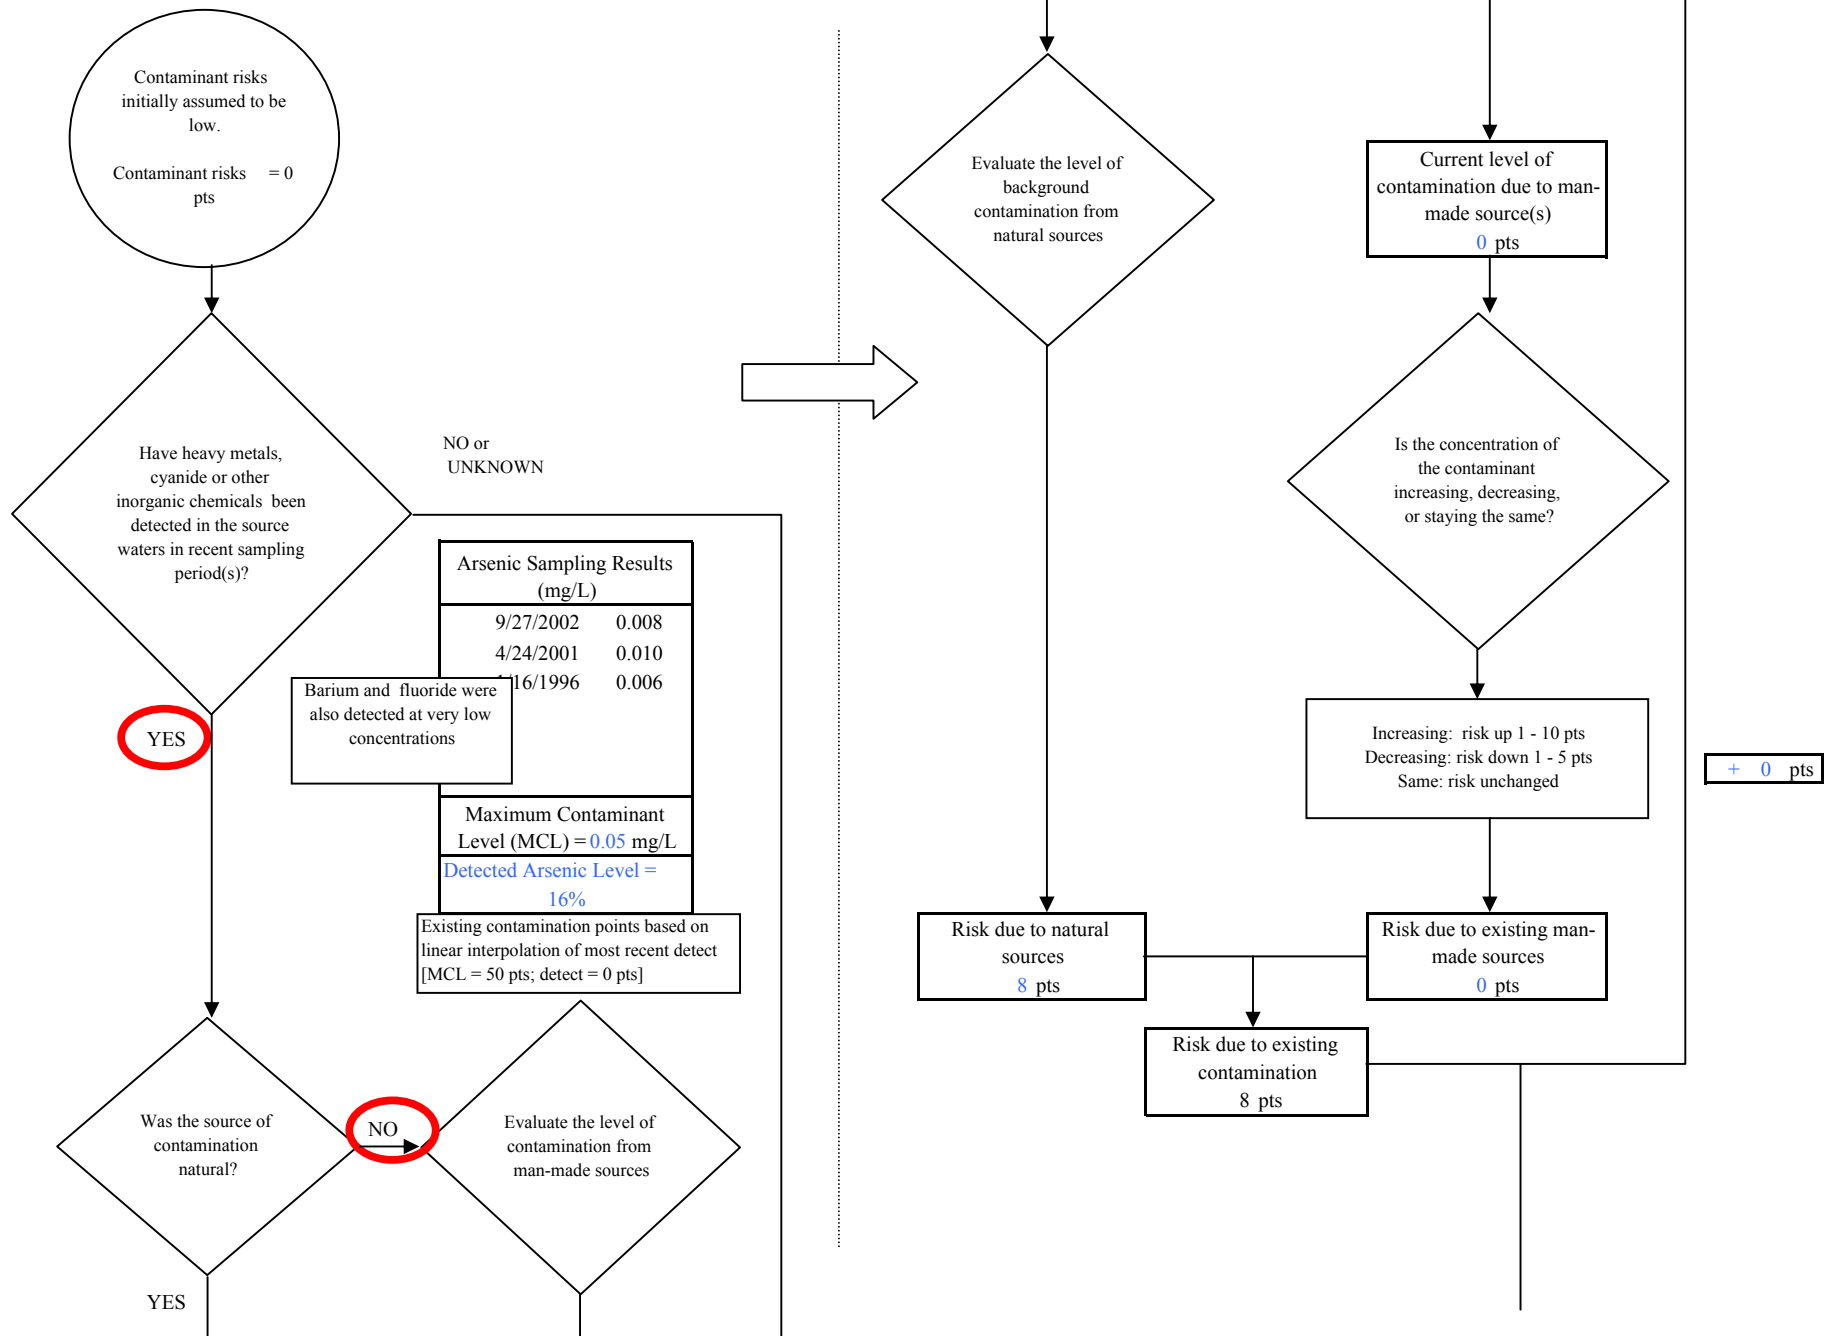 Contaminant risks
initially assumed to be
low.
Contaminant risks = 0
pts
Have heavy metals,
cyanide or other
inorganic chemicals been
detected in the source
waters in recent sampling
period(s)?
NO or
UNKNOWN
YES
Arsenic Sampling Results
(mg/L)
9/27/2002 0.008
4/24/2001 0.010
16/1996 0.006
Barium and fluoride were
also detected at very low
concentrations
Maximum Contaminant
Level (MCL) = 0.05 mg/L
Detected Arsenic Level =
16%
Existing contamination points based on
linear interpolation of most recent detect
[MCL = 50 pts; detect = 0 pts]
Was the source of
contamination
natural?
NO
Evaluate the level of
contamination from
man-made sources
YES
Evaluate the level of
background
contamination from
natural sources
Current level of
contamination due to man-
made source(s)
0 pts
Is the concentration of
the contaminant
increasing, decreasing,
or staying the same?
Increasing: risk up 1 - 10 pts
Decreasing: risk down 1 - 5 pts
Same: risk unchanged
+ 0 pts
Risk due to natural
sources
8 pts
Risk due to existing man-
made sources
0 pts
Risk due to existing
contamination
8 pts